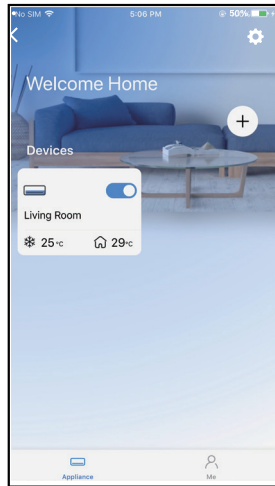 No SIM 5:06 PM 50%
Welcome Home
Devices
Living Room
25°C 29°C
Appliance Me